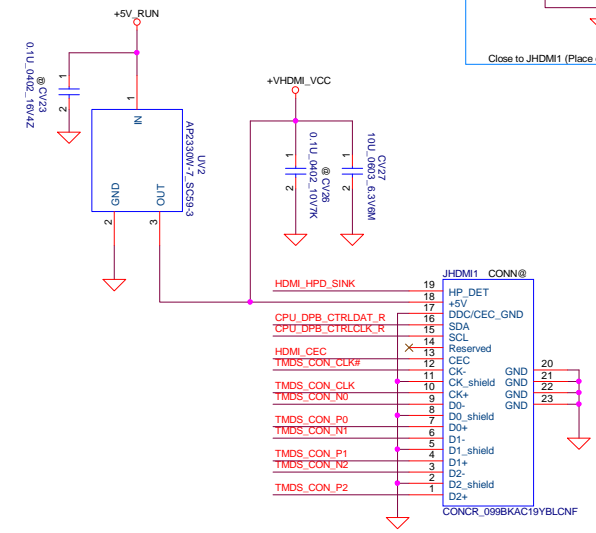 +5V_RUN
Close to JHDMI1 (Place
1
2
@ CV23
0.1U_0402_16V4Z
1
IN
UV2
AP2330W-7_SC59-3
GND
OUT
2
3
+VHDMI_VCC
1
2
@ CV26
0.1U_0402_10V7K
1
2
CV27
10U_0603_6.3V6M
JHDMI1 CONN@
HDMI_HPD_SINK 19 HP_DET
18 +5V
17 DDC/CEC_GND
CPU_DPB_CTRLDAT_R 16 SDA
CPU_DPB_CTRLCLK_R 15 SCL
14 Reserved
HDMI_CEC 13 CEC
TMDS_CON_CLK# 12 CK-
11 CK_shield
TMDS_CON_CLK 10 CK+
TMDS_CON_N0 9 D0-
8 D0_shield
TMDS_CON_P0 7 D0+
TMDS_CON_N1 6 D1-
5 D1_shield
TMDS_CON_P1 4 D1+
TMDS_CON_N2 3 D2-
2 D2_shield
TMDS_CON_P2 1 D2+
GND 20
GND 21
GND 22
GND 23
CONCR_099BKAC19YBLCNF